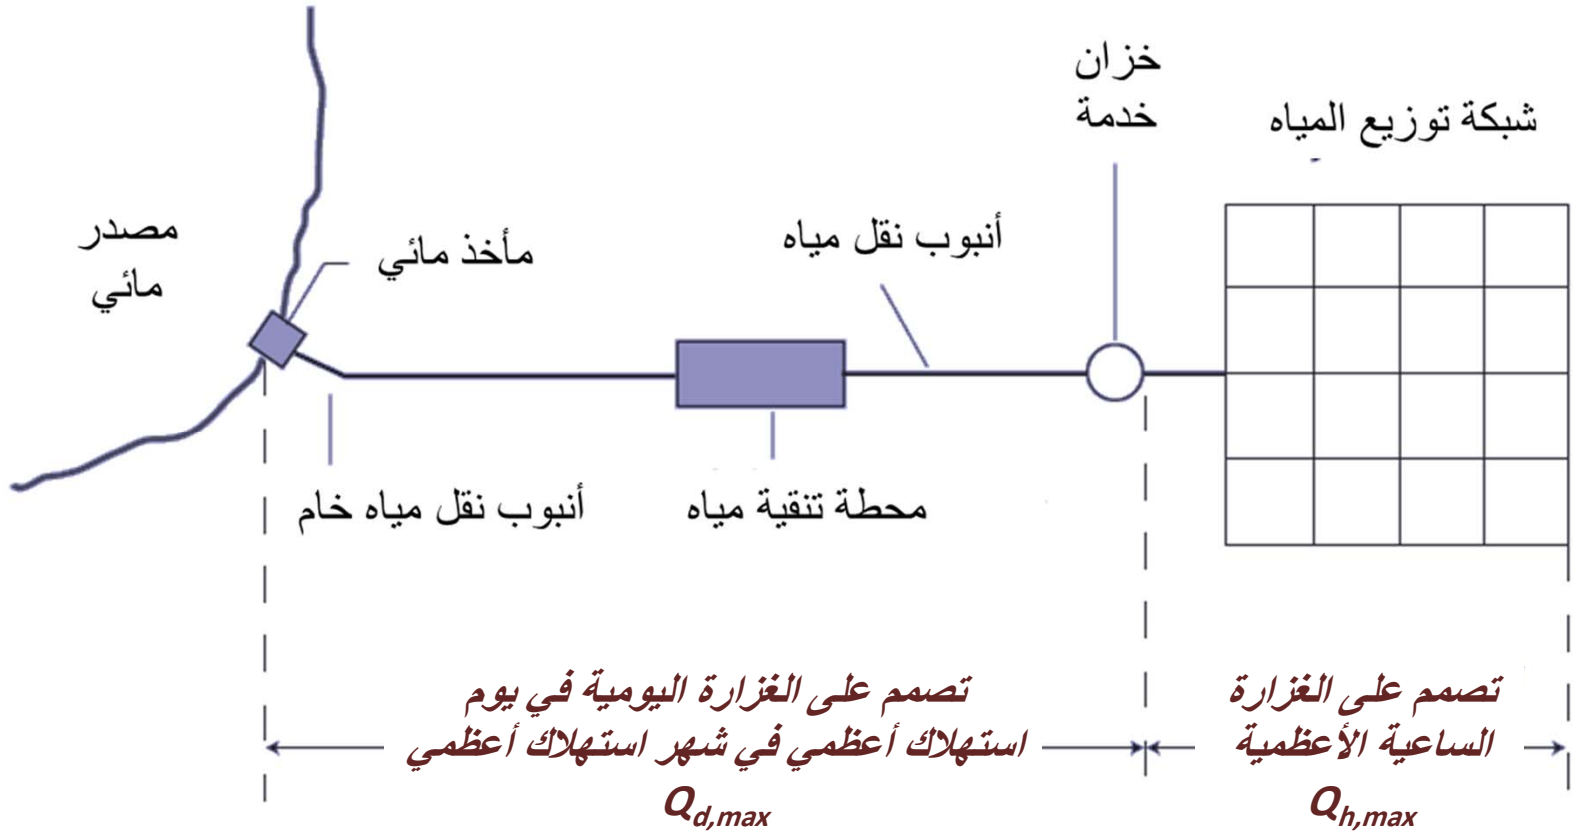 خزان
خدمة
شبكة توزيع المياه
مصدر
مائي
مأخذ مائي
أنبوب نقل مياه
أنبوب نقل مياه خام
محطة تنقية مياه
تصمم على الغزارة اليومية في يوم
استهلاك أعظمي في شهر استهلاك أعظمي
Qd,max
تصمم على الغزارة
الساعية الأعظمية
Qh,max